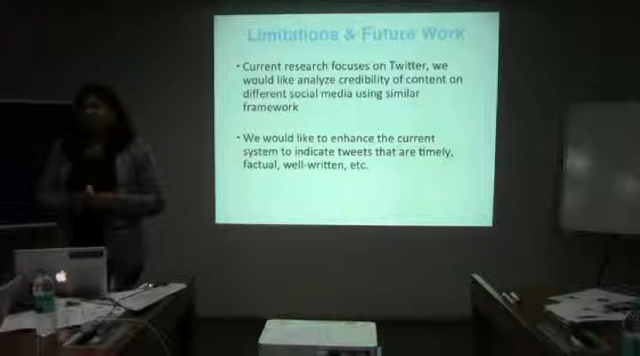 Limitations & Future Work
• Current research focuses on Twitter, we
would like analyze credibility of content on
different social media using similar
framework
• We would like to enhance the current
system to indicate tweets that are timely,
factual, well-written, etc.